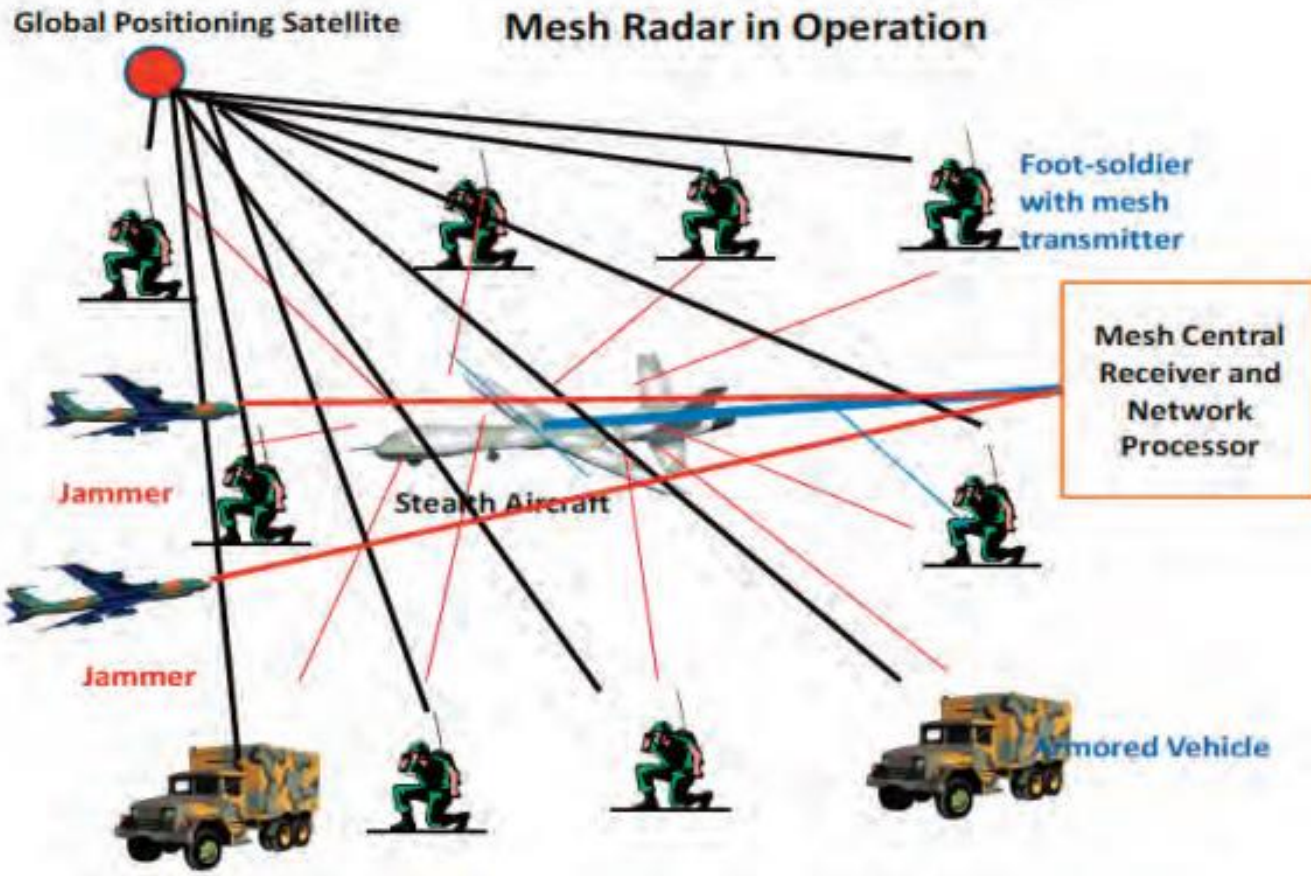 Global Positioning Satellite
Mesh Radar in Operation
Foot-soldier
with mesh
transmitter
Mesh Central
Receiver and
Network
Processor
Jammer
Stealth Aircraft
Jammer
Armored Vehicle